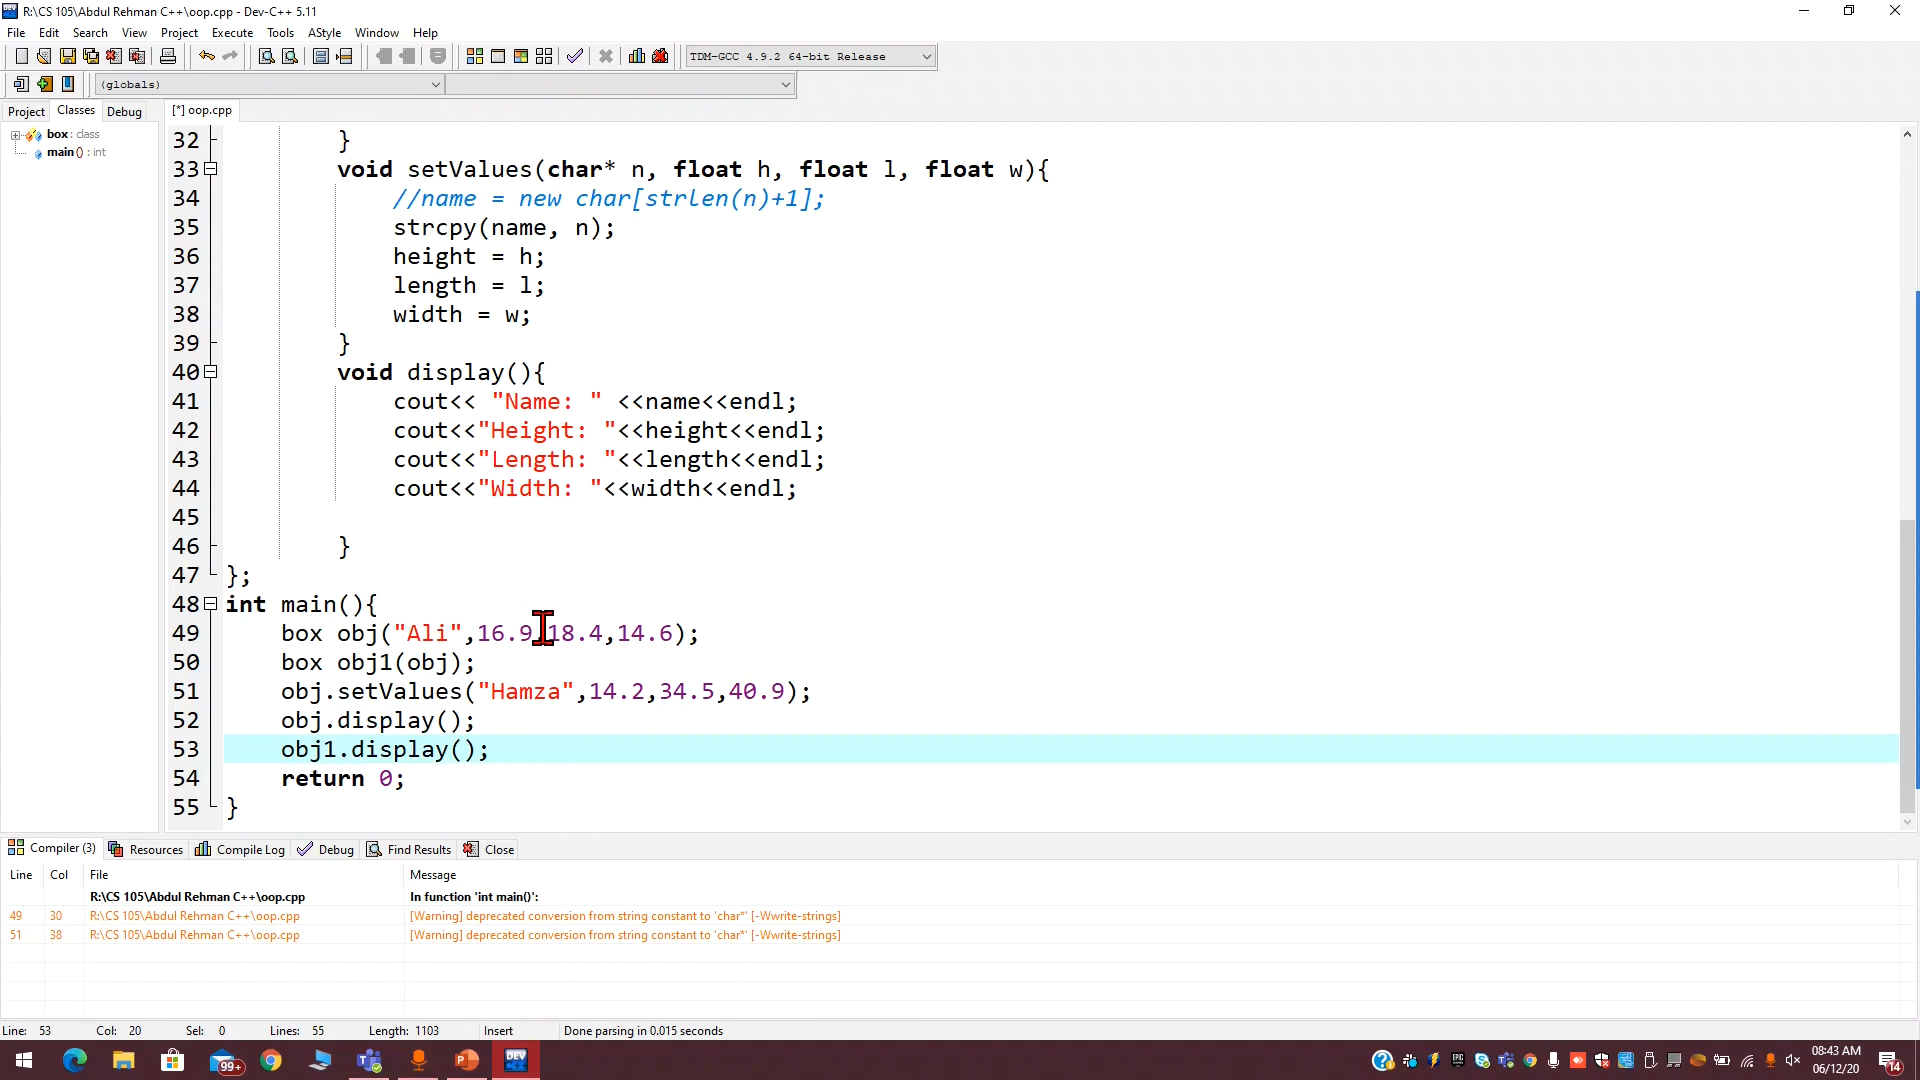 R:\CS 105\Abdul Rehman C++\oop.cpp - Dev-C++ 5.11
File Edit Search View Project Execute Tools AStyle Window Help
TDM-GCC 4.9.2 64-bit Release
(globals)
Project Classes Debug
[*] oop.cpp
box : class
main () : int
32 }
33 void setValues(char* n, float h, float l, float w){
34 //name = new char[strlen(n)+1];
35 strcpy(name, n);
36 height = h;
37 length = l;
38 width = w;
39 }
40 void display(){
41 cout<< "Name: " <<name<<endl;
42 cout<<"Height: "<<height<<endl;
43 cout<<"Length: "<<length<<endl;
44 cout<<"Width: "<<width<<endl;
45
46 }
47 };
48 int main(){
49 box obj("Ali",16.9,18.4,14.6);
50 box obj1(obj);
51 obj.setValues("Hamza",14.2,34.5,40.9);
52 obj.display();
53 obj1.display();
54 return 0;
55 }
Compiler (3) Resources Compile Log Debug Find Results Close
Line Col File Message
R:\CS 105\Abdul Rehman C++\oop.cpp In function 'int main()':
49 30 R:\CS 105\Abdul Rehman C++\oop.cpp [Warning] deprecated conversion from string constant to 'char*' [-Wwrite-strings]
51 38 R:\CS 105\Abdul Rehman C++\oop.cpp [Warning] deprecated conversion from string constant to 'char*' [-Wwrite-strings]
Line: 53 Col: 20 Sel: 0 Lines: 55 Length: 1103 Insert Done parsing in 0.015 seconds
99+
DEV
EPIC
08:43 AM
06/12/20
14